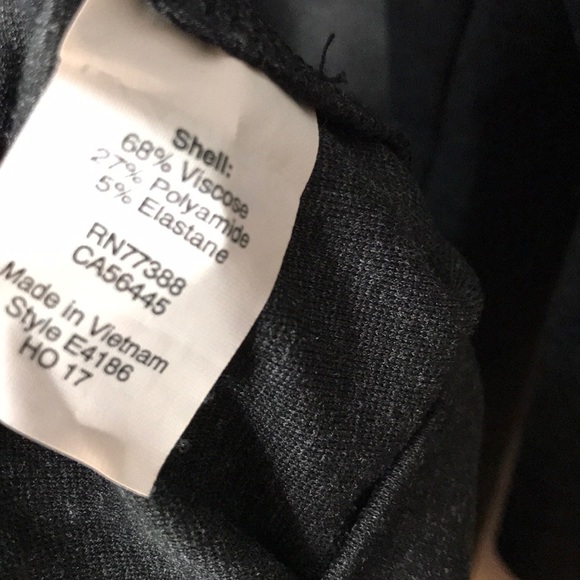 Shell:
68% Viscose
27% Polyamide
5% Elastane
RN77388
CA56445
Made in Vietnam
Style E4186
HO 17